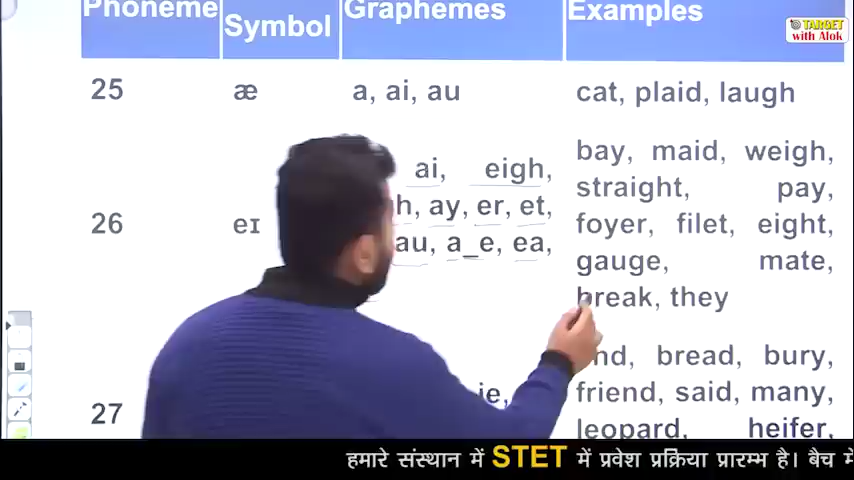 Phoneme Symbol Graphemes Examples
TARGET
with Alok
25 æ a, ai, au cat, plaid, laugh
bay, maid, weigh,
ai, eigh,
straight, pay,
ay, er, et,
26 eɪ foyer, filet, eight,
au, a_e, ea,
gauge, mate,
break, they
bread, bury,
27 ie, friend, said, many,
leopard, heifer,
हमारे संस्थान में STET में प्रवेश प्रक्रिया प्रारम्भ है। बैच में